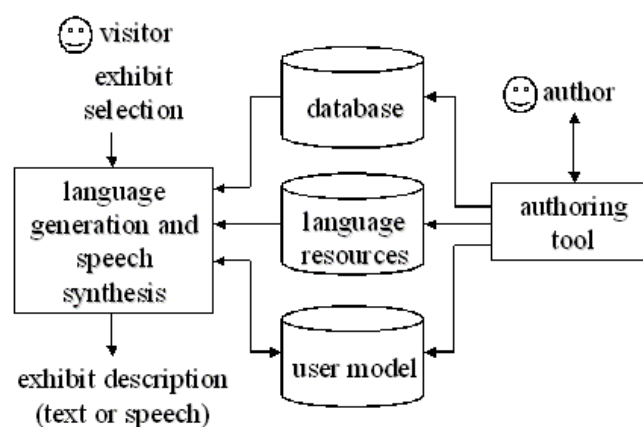 visitor
exhibit
selection
language
generation and
speech
synthesis
exhibit description
(text or speech)
database
language
resources
user model
author
authoring
tool